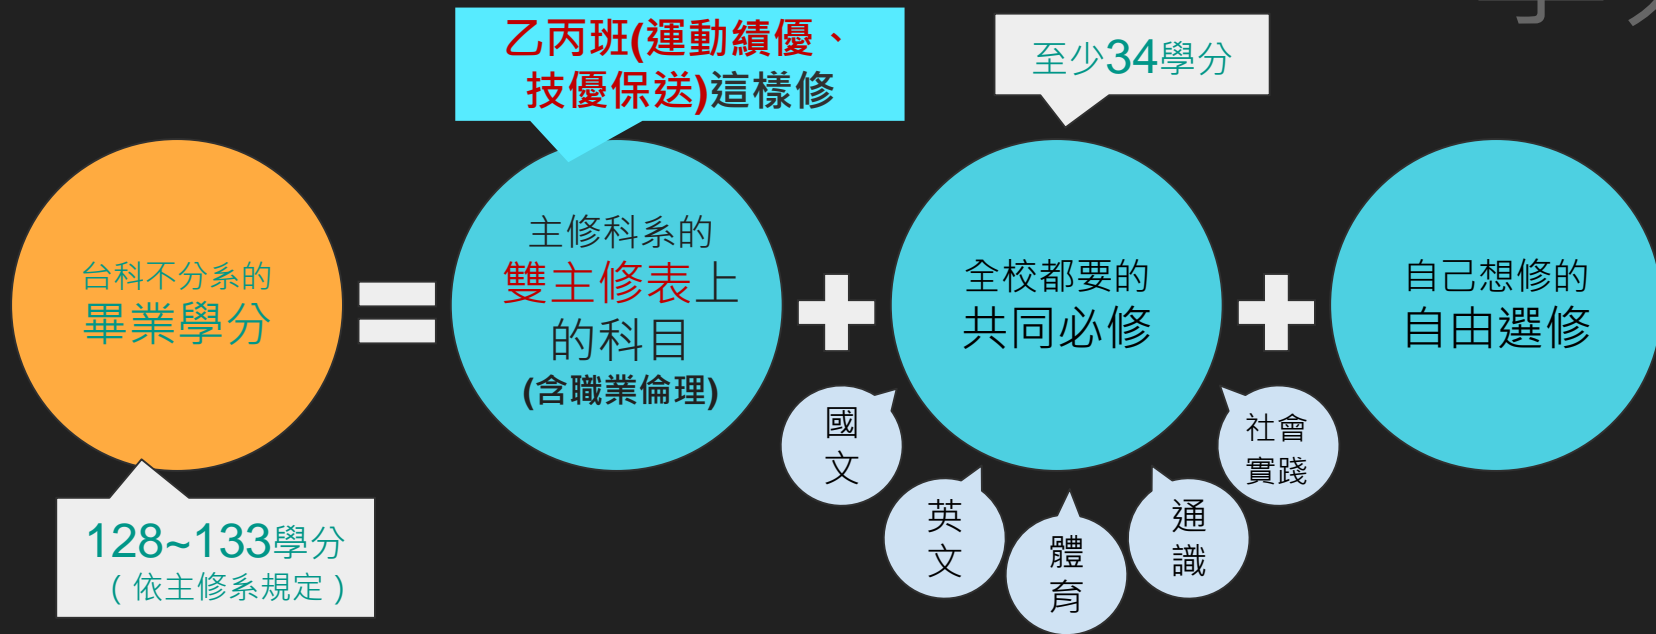 乙丙班(運動績優、
技優保送)這樣修
至少34學分
台科不分系的
畢業學分
主修科系的
雙主修表上
的科目
(含職業倫理)
全校都要的
共同必修
自己想修的
自由選修
國
文
英
文
體
育
通
識
社會
實踐
128~133學分
(依主修系規定)